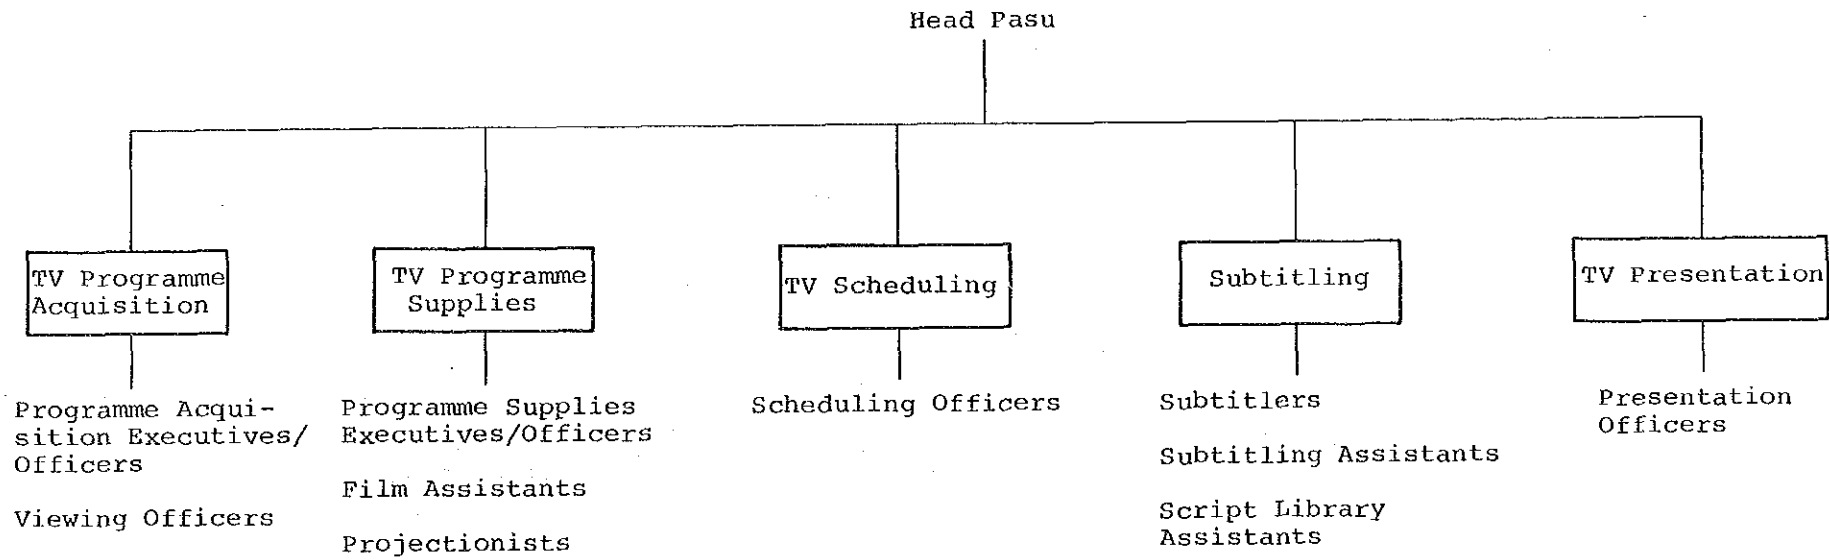 Head Pasu
TV Programme
Acquisition
TV Programme
Supplies
TV Scheduling
Subtitling
TV Presentation
Programme Acqui-
sition Executives/
Officers
Viewing Officers
Programme Supplies
Executives/Officers
Film Assistants
Projectionists
Scheduling Officers
Subtitlers
Subtitling Assistants
Script Library
Assistants
Presentation
Officers